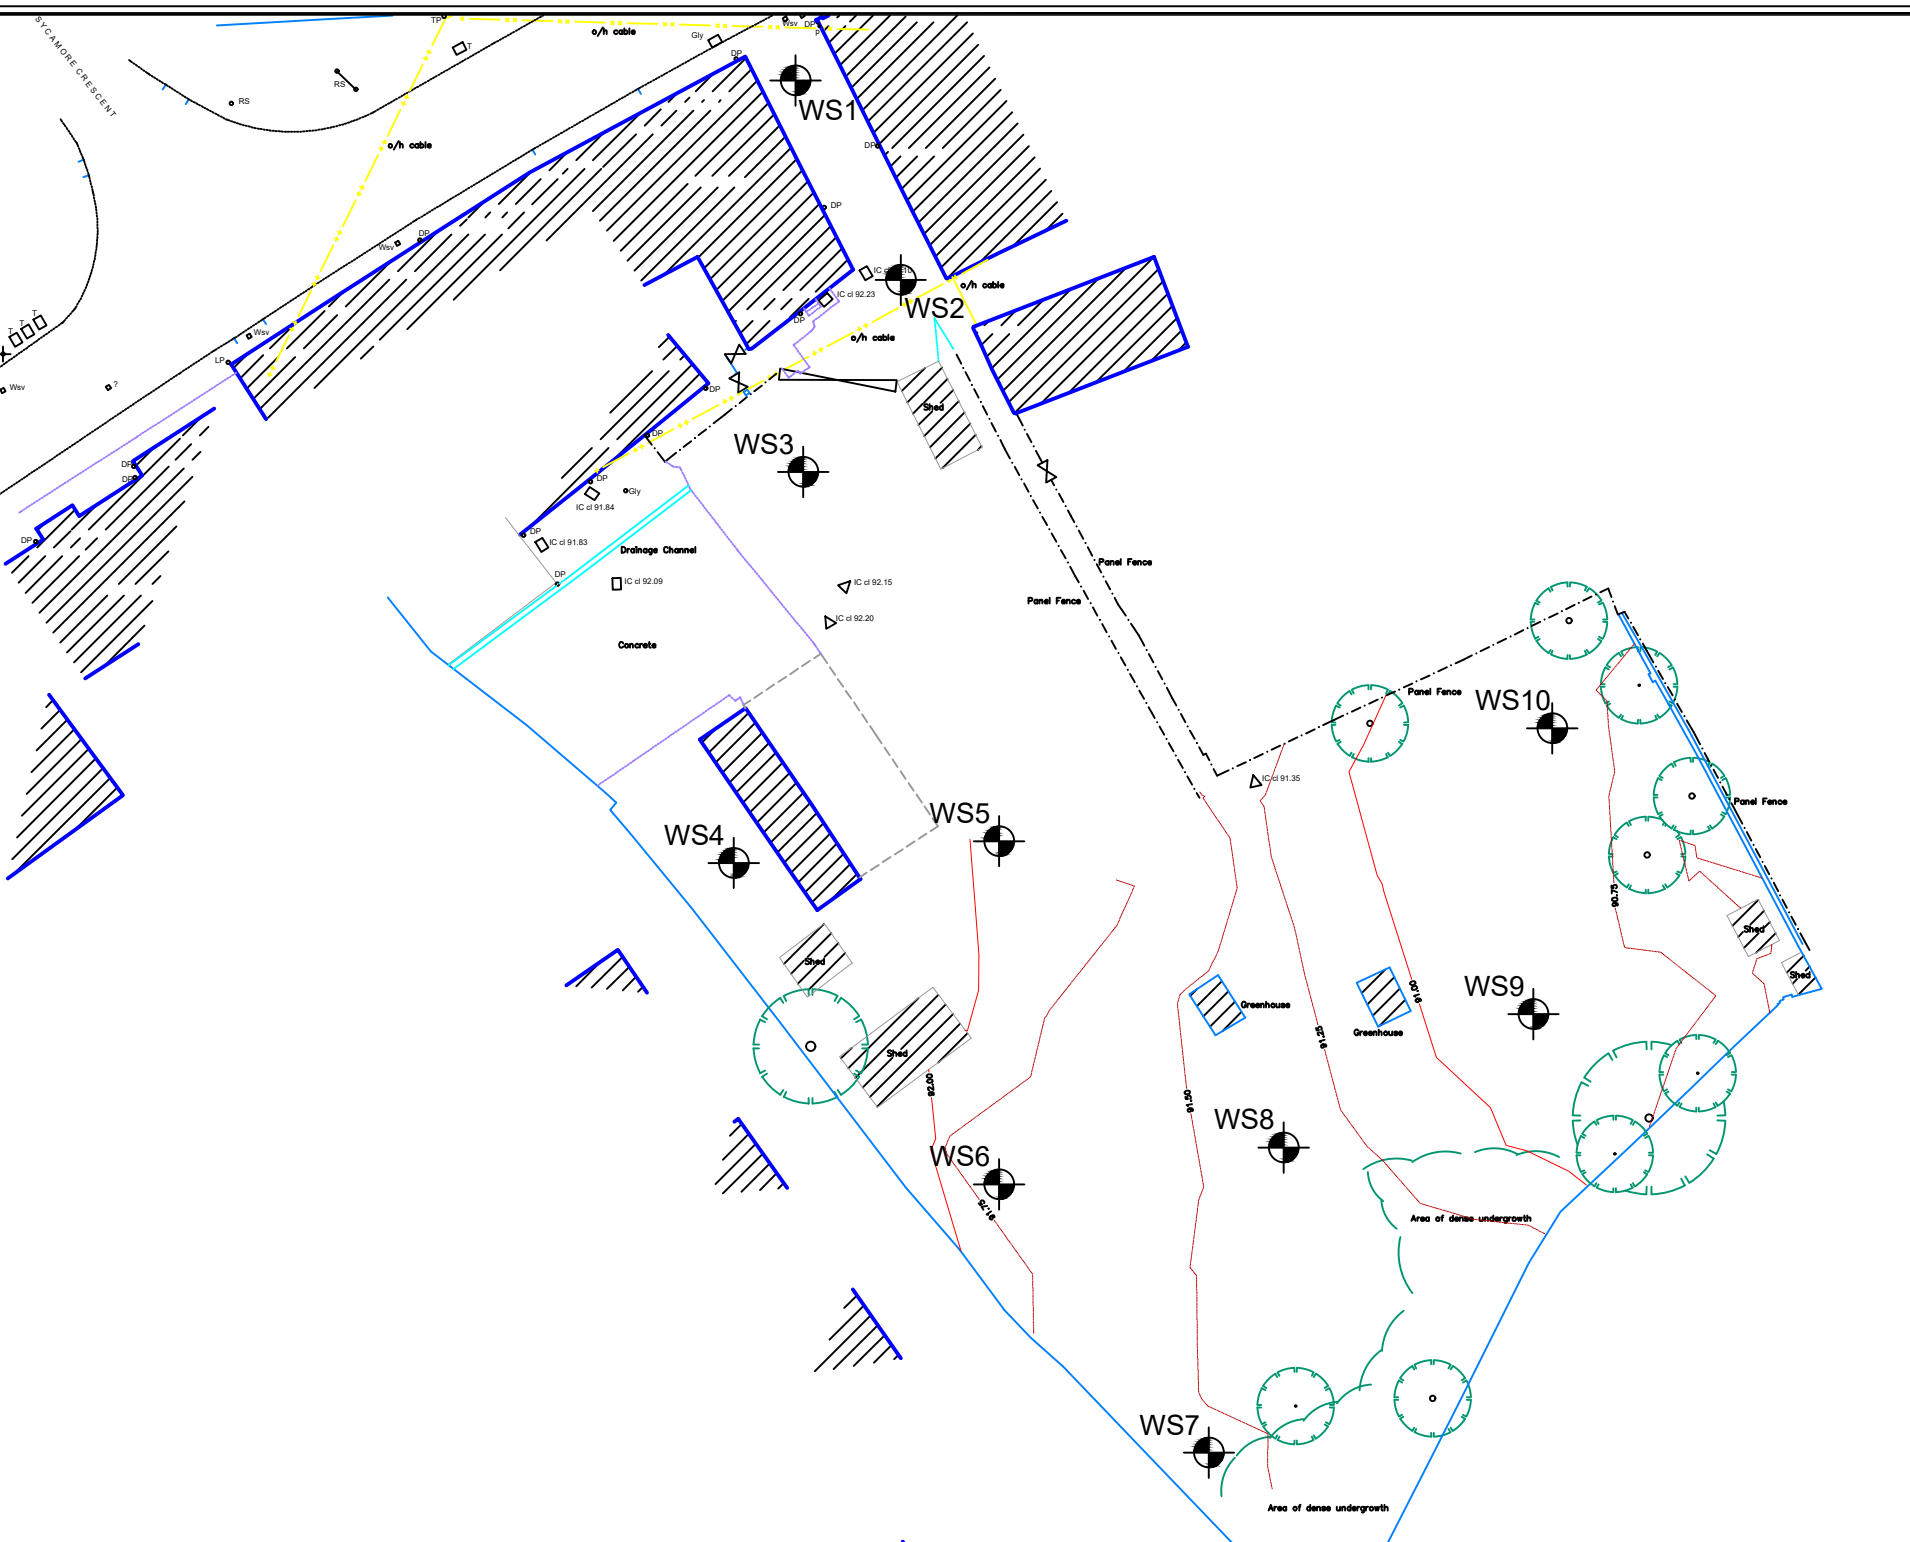 SYCAMORE CRESCENT
TP
T
o/h cable
Gly
Wsv
DP
DP
RS
RS
WS1
o/h cable
DP
DP
DP
Wsv
IC cl 92.23
WS2
o/h cable
DP
o/h cable
T
T
T
Wsv
LP
Wsv
?
DP
Shed
DP
WS3
DP
DP
DP
Gly
IC cl 91.84
DP
IC cl 91.83
DP
Drainage Channel
DP
IC cl 92.09
IC cl 92.15
IC cl 92.20
Panel Fence
Panel Fence
Concrete
Panel Fence
WS10
IC cl 91.35
Panel Fence
WS5
WS4
90.75
Shed
Shed
Shed
WS9
91.00
Greenhouse
Greenhouse
91.25
Shed
92.00
91.50
WS8
WS6
91.75
Area of dense undergrowth
WS7
Area of dense undergrowth